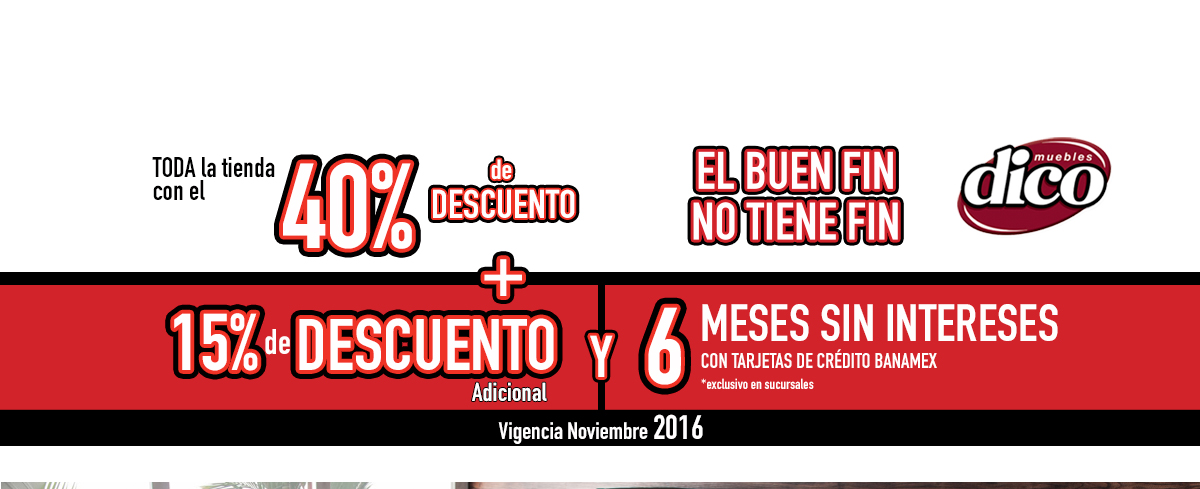 TODA la tienda
con el
40%
de
DESCUENTO
EL BUEN FIN
NO TIENE FIN
muebles
dico
+
15% de DESCUENTO
Adicional
Y
6 MESES SIN INTERESES
CON TARJETAS DE CRÉDITO BANAMEX
*exclusivo en sucursales
Vigencia Noviembre 2016